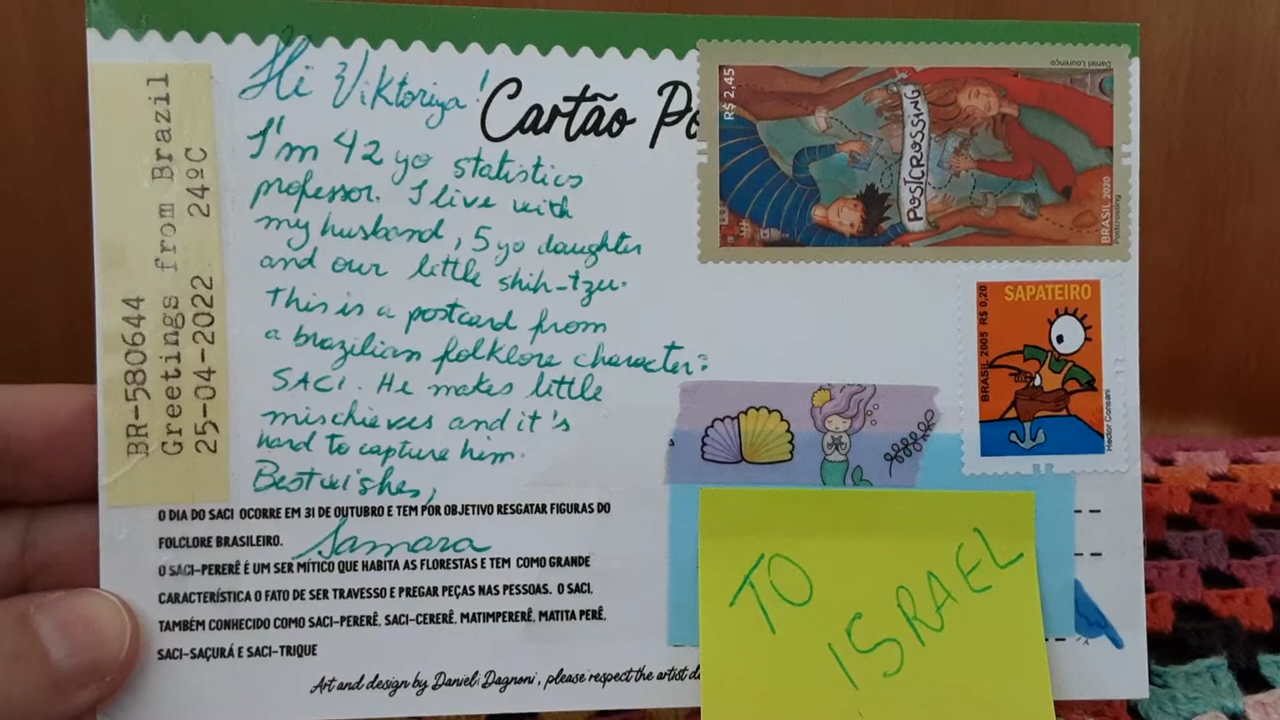 BR-580644
Greetings from Brazil
25-04-2022 24ºC
Hi Viktoriya!
Cartão Po
I'm 42 yo statistics
professor. I live with
my husband, 5 yo daughter
and our little shih-tzu.
This is a postcard from
a brazilian folklore character:
SACI. He makes little
mischieves and it's
hard to capture him.
Best wishes,
Samara
O DIA DO SACI OCORRE EM 31 DE OUTUBRO E TEM POR OBJETIVO RESGATAR FIGURAS DO
FOLCLORE BRASILEIRO.
O SACI-PERERÊ É UM SER MÍTICO QUE HABITA AS FLORESTAS E TEM COMO GRANDE
CARACTERÍSTICA O FATO DE SER TRAVESSO E PREGAR PEÇAS NAS PESSOAS. O SACI,
TAMBÉM CONHECIDO COMO SACI-PERERÊ, SACI-CERERÊ, MATIMPERERÊ, MATITA PERÊ,
SACI-SAÇURÁ E SACI-TRIQUE
Art and design by Danieli Dagnoni, please respect the artist
R$ 2,45
Daniel Lourenço
POSTCROSSING
BRASIL 2020
Postcrossing
SAPATEIRO
BRASIL 2005 R$ 0,20
Hector Consani
TO
ISRAEL